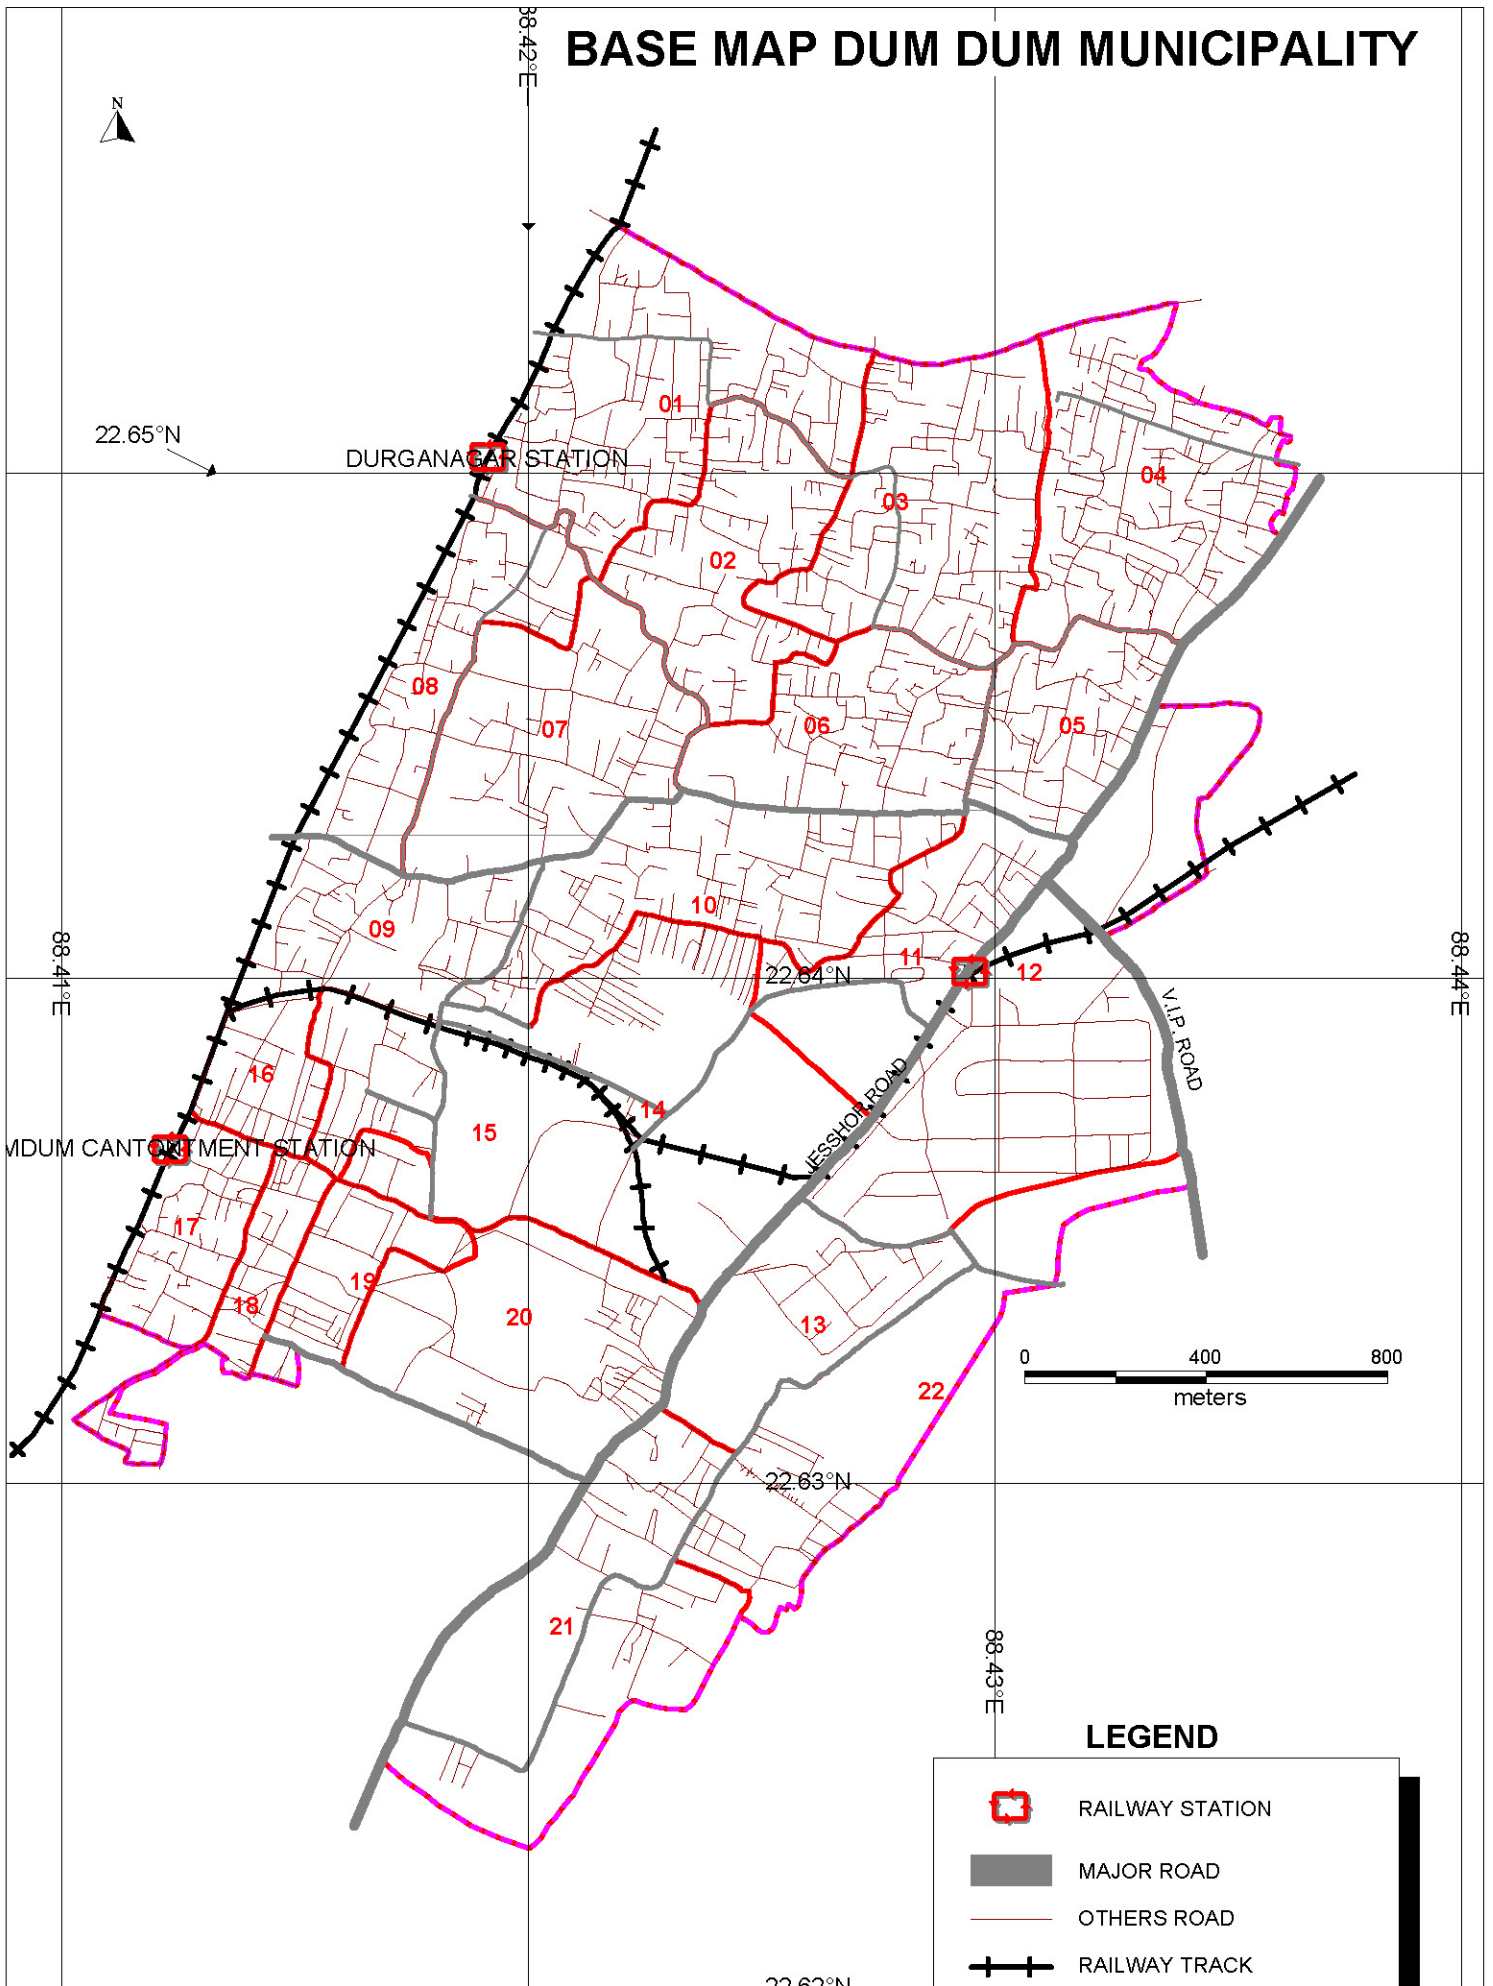 BASE MAP DUM DUM MUNICIPALITY
88.42°E
N
01
22.65°N
DURGANAGAR STATION
04
03
02
08
07
06
05
10
09
11
12
88.41°E
22.64°N
88.44°E
V.I.P. ROAD
16
JESSHOR ROAD
14
15
MDUM CANTONTMENT STATION
17
19
18
20
13
0 400 800
meters
22
22.63°N
21
88.43°E
LEGEND
RAILWAY STATION
MAJOR ROAD
OTHERS ROAD
RAILWAY TRACK
22.62°N